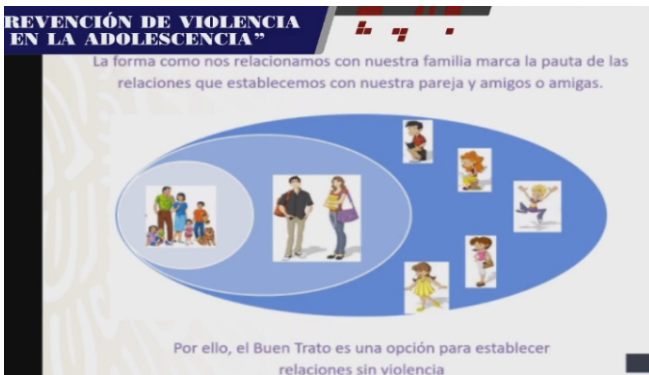 REVENCIÓN DE VIOLENCIA
EN LA ADOLESCENCIA”
La forma como nos relacionamos con nuestra familia marca la pauta de las
relaciones que establecemos con nuestra pareja y amigos o amigas.
Por ello, el Buen Trato es una opción para establecer
relaciones sin violencia